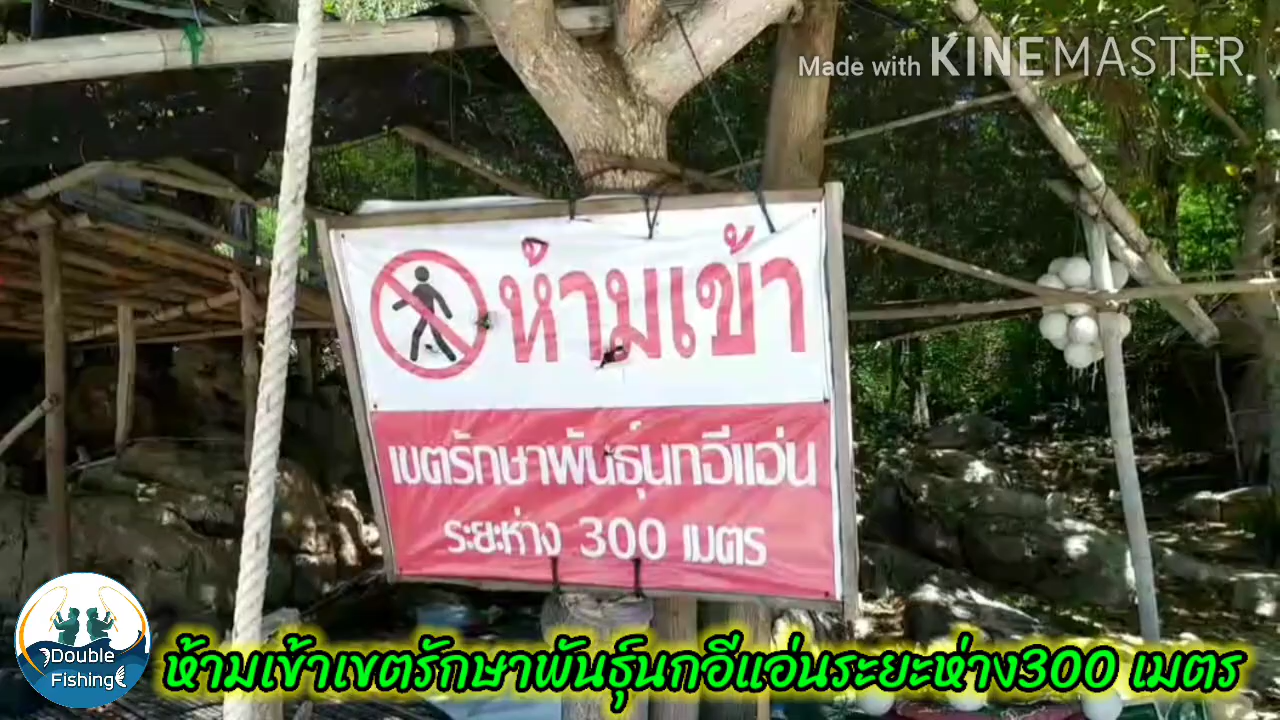 Made with KINEMASTER
ห้ามเข้า
เขตรักษาพันธุ์นกอีแอ่น
ระยะห่าง 300 เมตร
Double
Fishing
ห้ามเข้าเขตรักษาพันธุ์นกอีแอ่นระยะห่าง300 เมตร